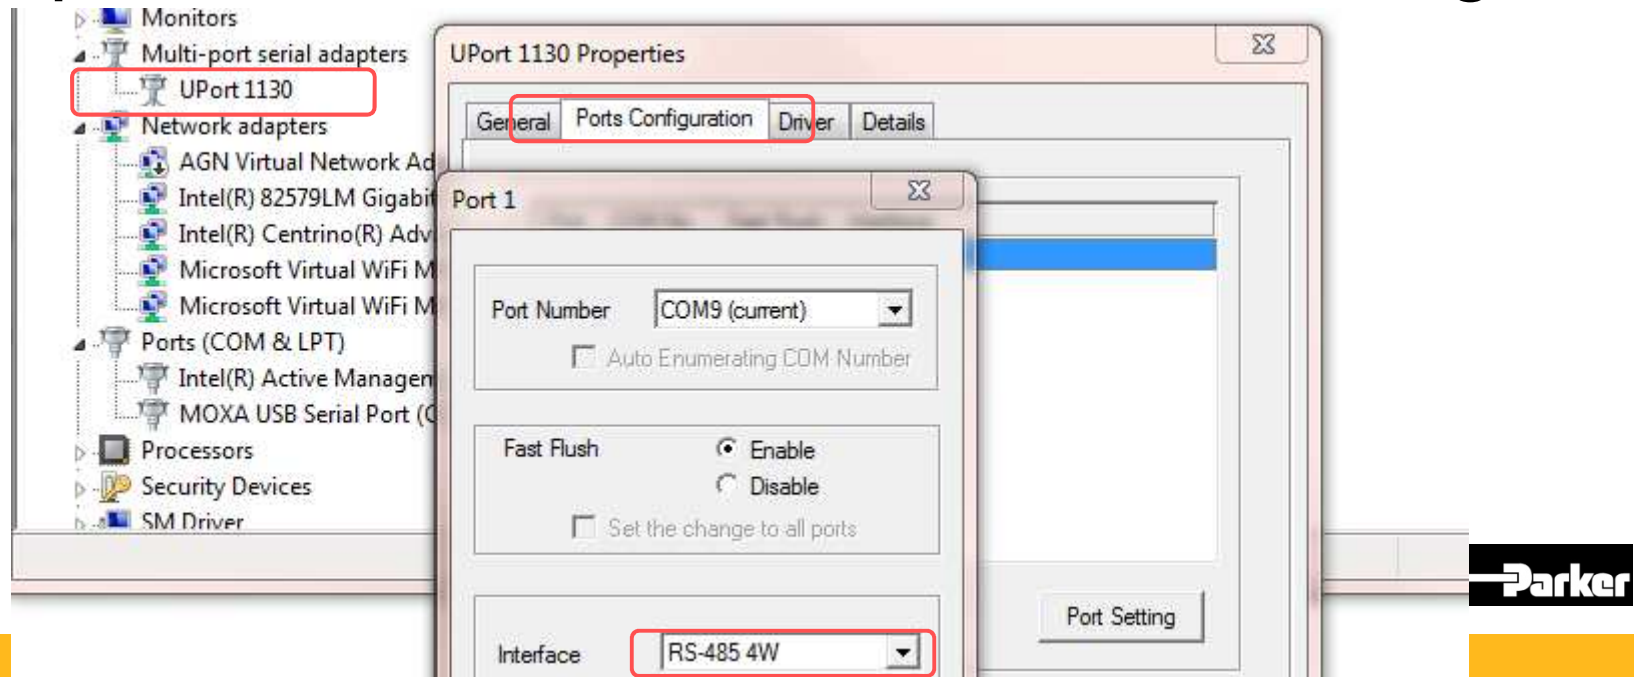 Monitors
Multi-port serial adapters
UPort 1130
Network adapters
AGN Virtual Network Ad
Intel(R) 82579LM Gigabit
Intel(R) Centrino(R) Adv
Microsoft Virtual WiFi M
Microsoft Virtual WiFi M
Ports (COM & LPT)
Intel(R) Active Managem
MOXA USB Serial Port (C
Processors
Security Devices
SM Driver
UPort 1130 Properties
General
Ports Configuration
Driver
Details
Port 1
Port Number
COM9 (current)
Auto Enumerating COM Number
Fast Flush
Enable
Disable
Set the change to all ports
Interface
RS-485 4W
Port Setting
Parker